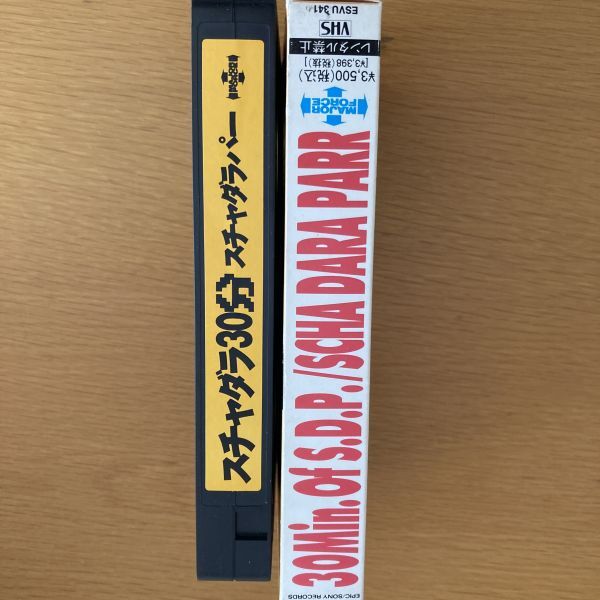 スチャダラ30分 スチャダラパー
MAJOR FORCE
30Min. Of S.D.P./SCHA DARA PARR
MAJOR
FORCE
¥3,500(税込)
[¥3,398(税抜)]
レンタル禁止
VHS
ESVU 341
EPIC/SONY RECORDS